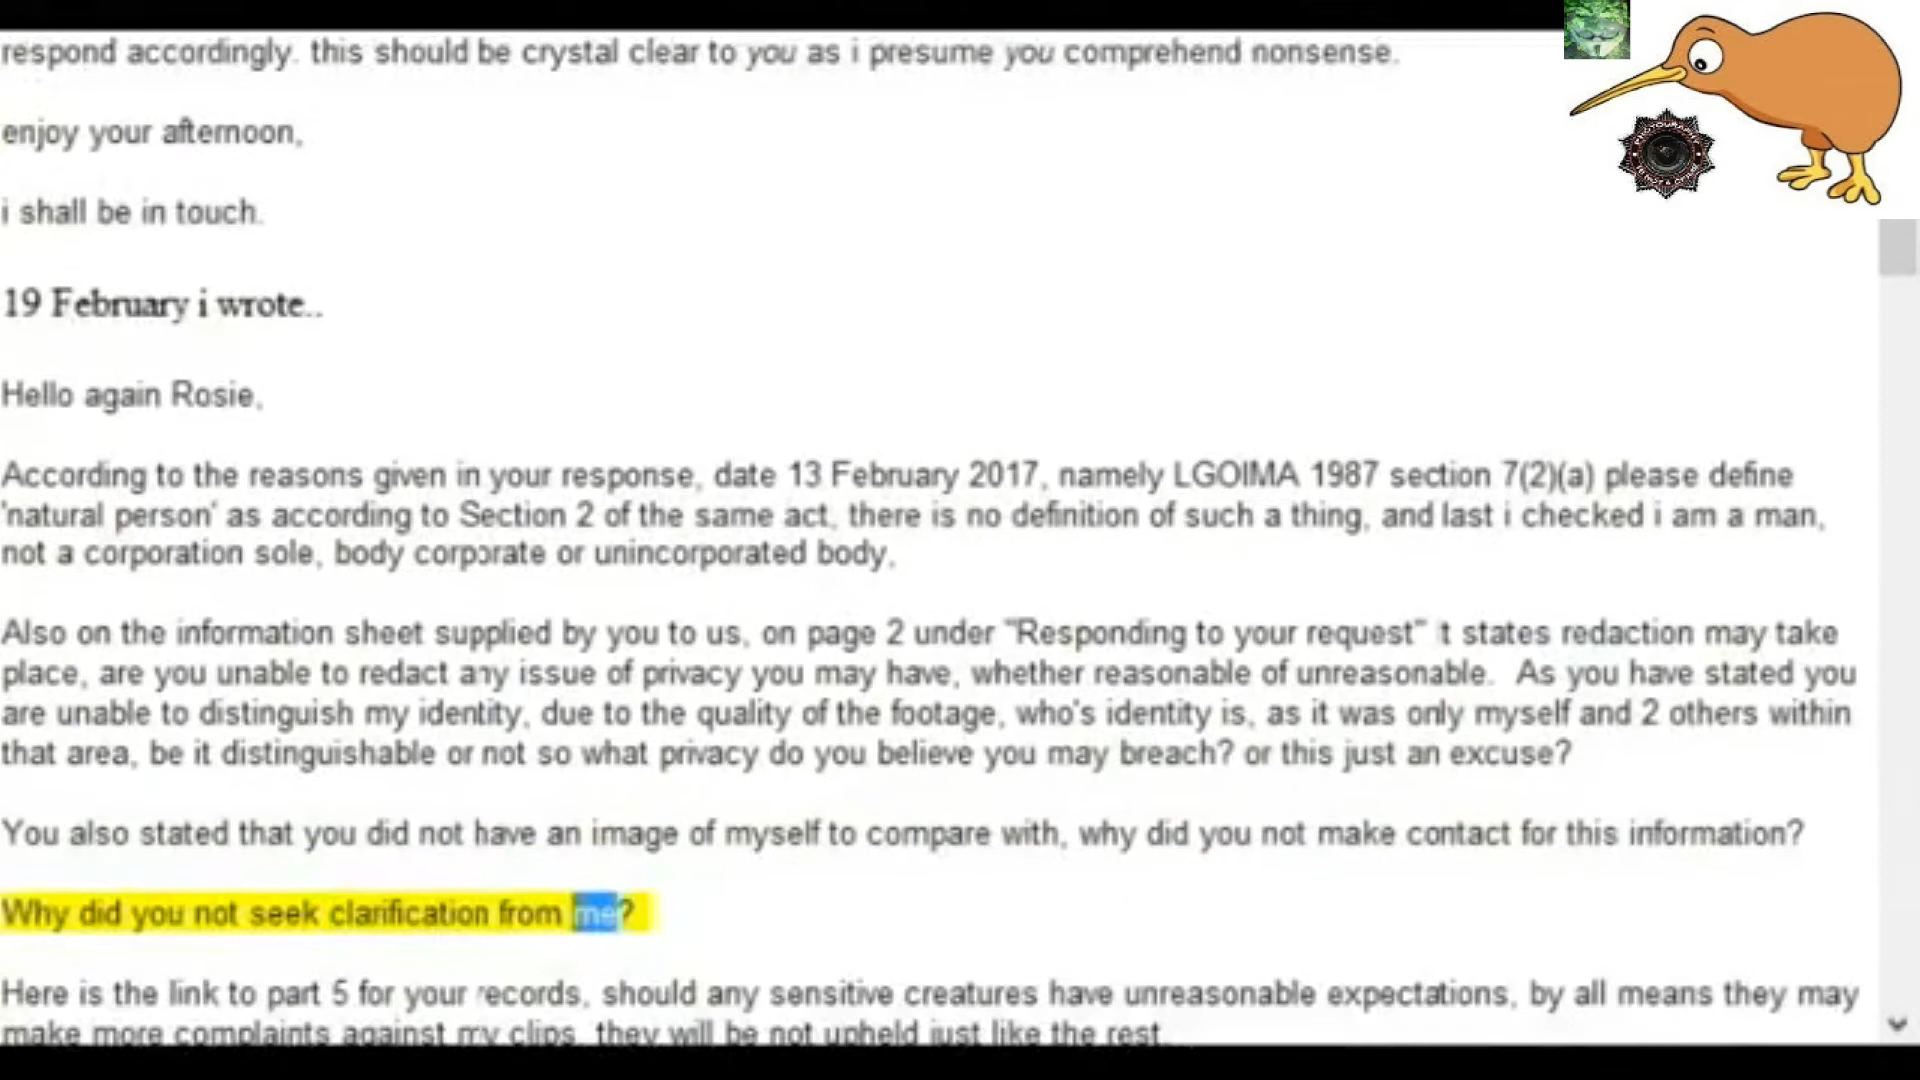 respond accordingly. this should be crystal clear to you as i presume you comprehend nonsense.
enjoy your afternoon,
i shall be in touch.
19 February i wrote..
Hello again Rosie,
According to the reasons given in your response, date 13 February 2017, namely LGOIMA 1987 section 7(2)(a) please define
'natural person' as according to Section 2 of the same act, there is no definition of such a thing, and last i checked i am a man,
not a corporation sole, body corporate or unincorporated body,
Also on the information sheet supplied by you to us, on page 2 under "Responding to your request" t states redaction may take
place, are you unable to redact any issue of privacy you may have, whether reasonable of unreasonable. As you have stated you
are unable to distinguish my identity, due to the quality of the footage, who's identity is, as it was only myself and 2 others within
that area, be it distinguishable or not so what privacy do you believe you may breach? or this just an excuse?
You also stated that you did not have an image of myself to compare with, why did you not make contact for this information?
Why did you not seek clarification from me?
Here is the link to part 5 for your records, should any sensitive creatures have unreasonable expectations, by all means they may
make more complaints against my clips, they will be not upheld just like the rest.